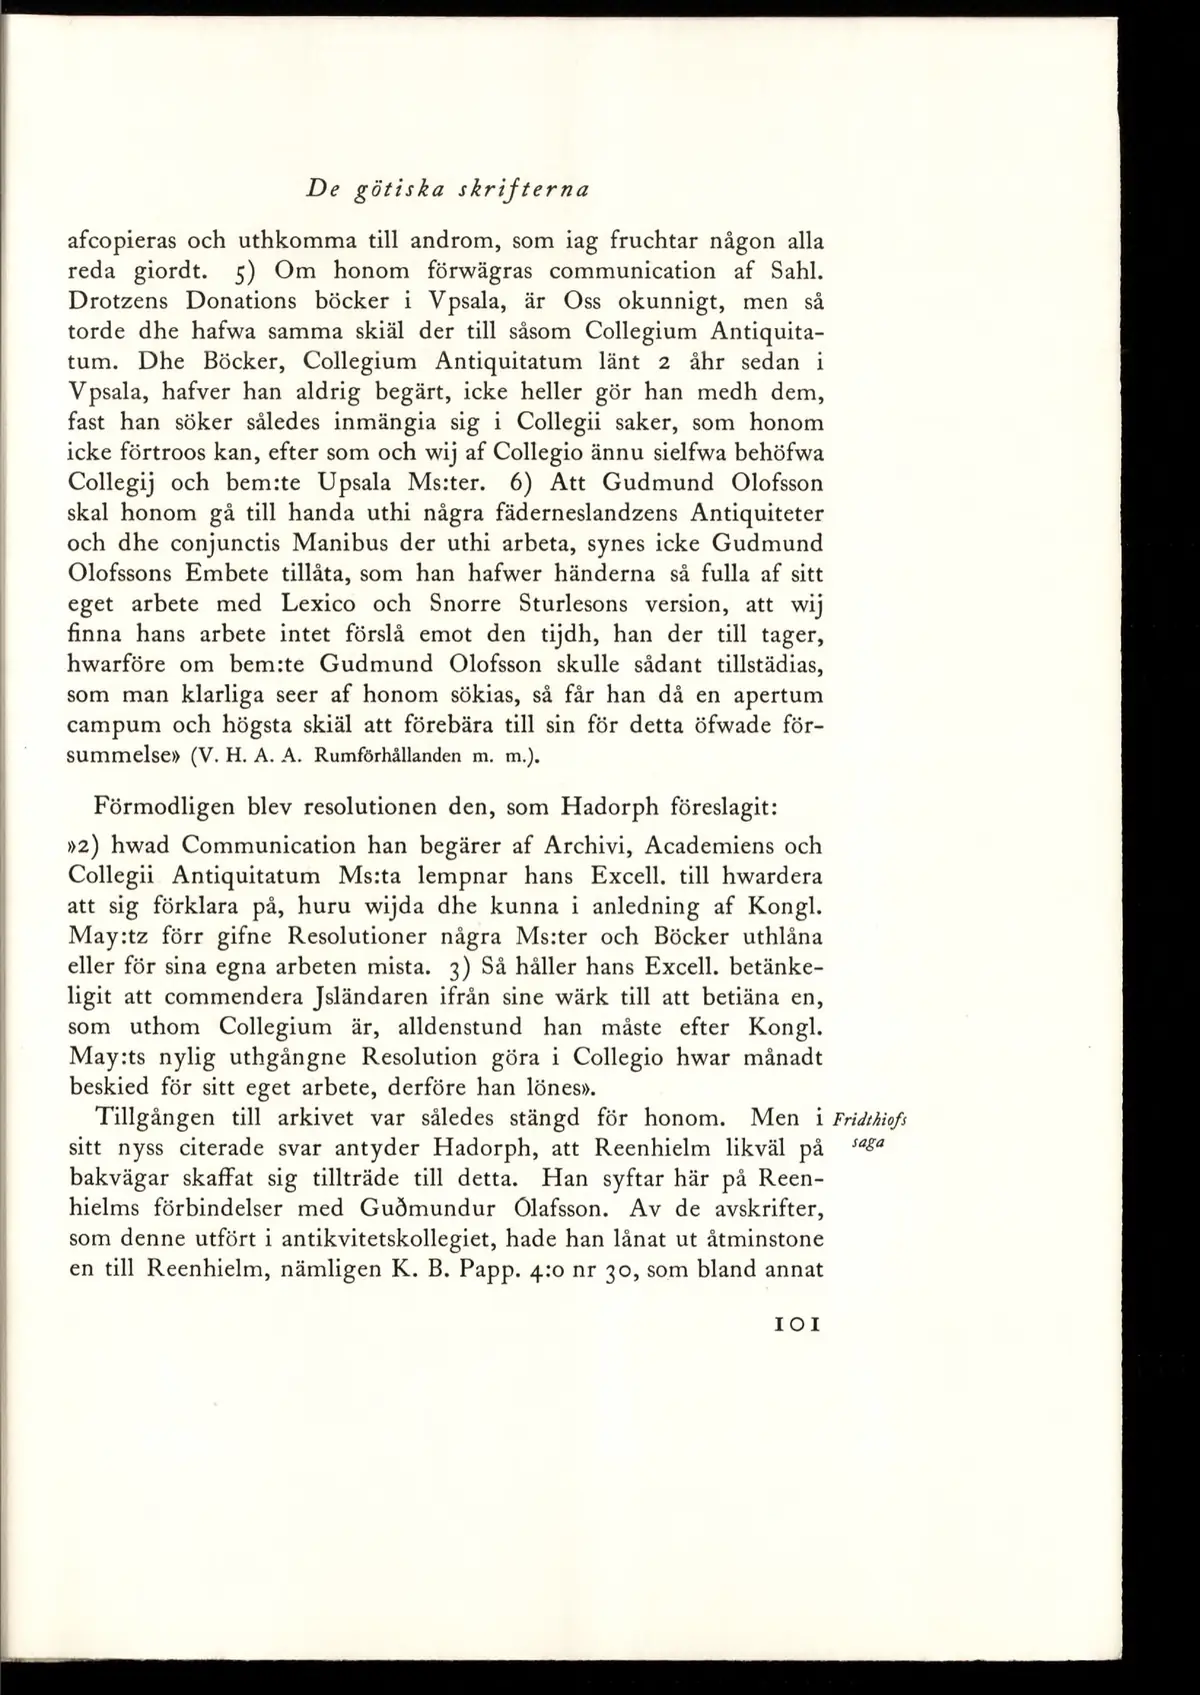 De götiska skrifterna
afcopieras och uthkomma till androm, som iag fruchtar någon alla
reda giordt. 5) Om honom förwägras communication af Sahl.
Drotzens Donations böcker i Vpsala, är Oss okunnigt, men så
torde dhe hafwa samma skiäl der till såsom Collegium Antiquita-
tum. Dhe Böcker, Collegium Antiquitatum länt 2 åhr sedan i
Vpsala, hafver han aldrig begärt, icke heller gör han medh dem,
fast han söker således inmängia sig i Collegii saker, som honom
icke förtroos kan, efter som och wij af Collegio ännu sielfwa behöfwa
Collegij och bem:te Upsala Ms:ter. 6) Att Gudmund Olofsson
skal honom gå till handa uthi några fäderneslandzens Antiquiteter
och dhe conjunctis Manibus der uthi arbeta, synes icke Gudmund
Olofssons Embete tillåta, som han hafwer händerna så fulla af sitt
eget arbete med Lexico och Snorre Sturlesons version, att wij
finna hans arbete intet förslå emot den tijdh, han der till tager,
hwarföre om bem:te Gudmund Olofsson skulle sådant tillstädias,
som man klarliga seer af honom sökias, så får han då en apertum
campum och högsta skiäl att förebära till sin för detta öfwade för-
summelse» (V. H. A. A. Rumförhållanden m. m.).
Förmodligen blev resolutionen den, som Hadorph föreslagit:
»2) hwad Communication han begärer af Archivi, Academiens och
Collegii Antiquitatum Ms:ta lempnar hans Excell. till hwardera
att sig förklara på, huru wijda dhe kunna i anledning af Kongl.
May:tz förr gifne Resolutioner några Ms:ter och Böcker uthlåna
eller för sina egna arbeten mista. 3) Så håller hans Excell. betänke-
ligit att commendera Jsländaren ifrån sine wärk till att betiäna en,
som uthom Collegium är, alldenstund han måste efter Kongl.
May:ts nylig uthgångne Resolution göra i Collegio hwar månadt
beskied för sitt eget arbete, derföre han lönes».
Tillgången till arkivet var således stängd för honom. Men i
Fridthiofs
saga
sitt nyss citerade svar antyder Hadorph, att Reenhielm likväl på
bakvägar skaffat sig tillträde till detta. Han syftar här på Reen-
hielms förbindelser med Guðmundur Ólafsson. Av de avskrifter,
som denne utfört i antikvitetskollegiet, hade han lånat ut åtminstone
en till Reenhielm, nämligen K. B. Papp. 4:o nr 30, som bland annat
101